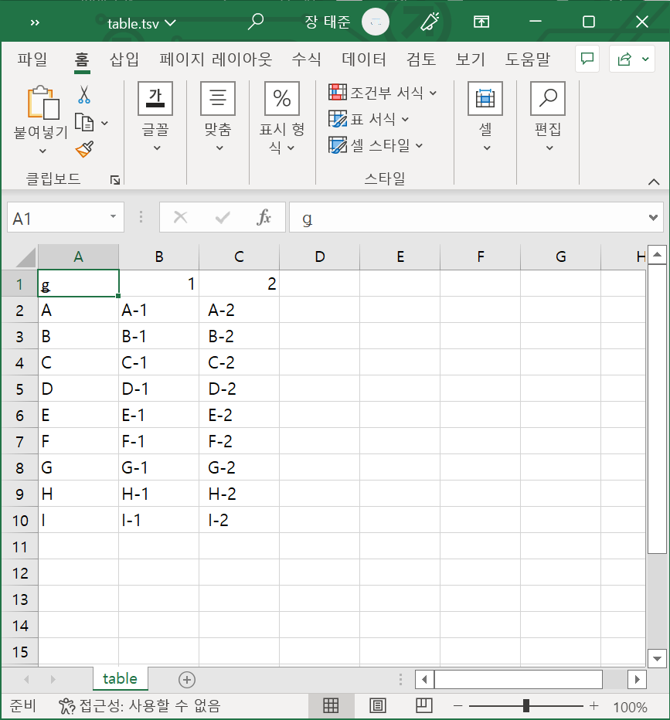 » table.tsv 장 태준
파일 홈 삽입 페이지 레이아웃 수식 데이터 검토 보기 도움말
붙여넣기
클립보드
가
글꼴
맞춤
%
표시 형식
조건부 서식
표 서식
셀 스타일
스타일
셀
편집
A1 fx g
A B C D E F G H
1 g 1 2
2 A A-1 A-2
3 B B-1 B-2
4 C C-1 C-2
5 D D-1 D-2
6 E E-1 E-2
7 F F-1 F-2
8 G G-1 G-2
9 H H-1 H-2
10 I I-1 I-2
11
12
13
14
15
table
준비 접근성: 사용할 수 없음 100%